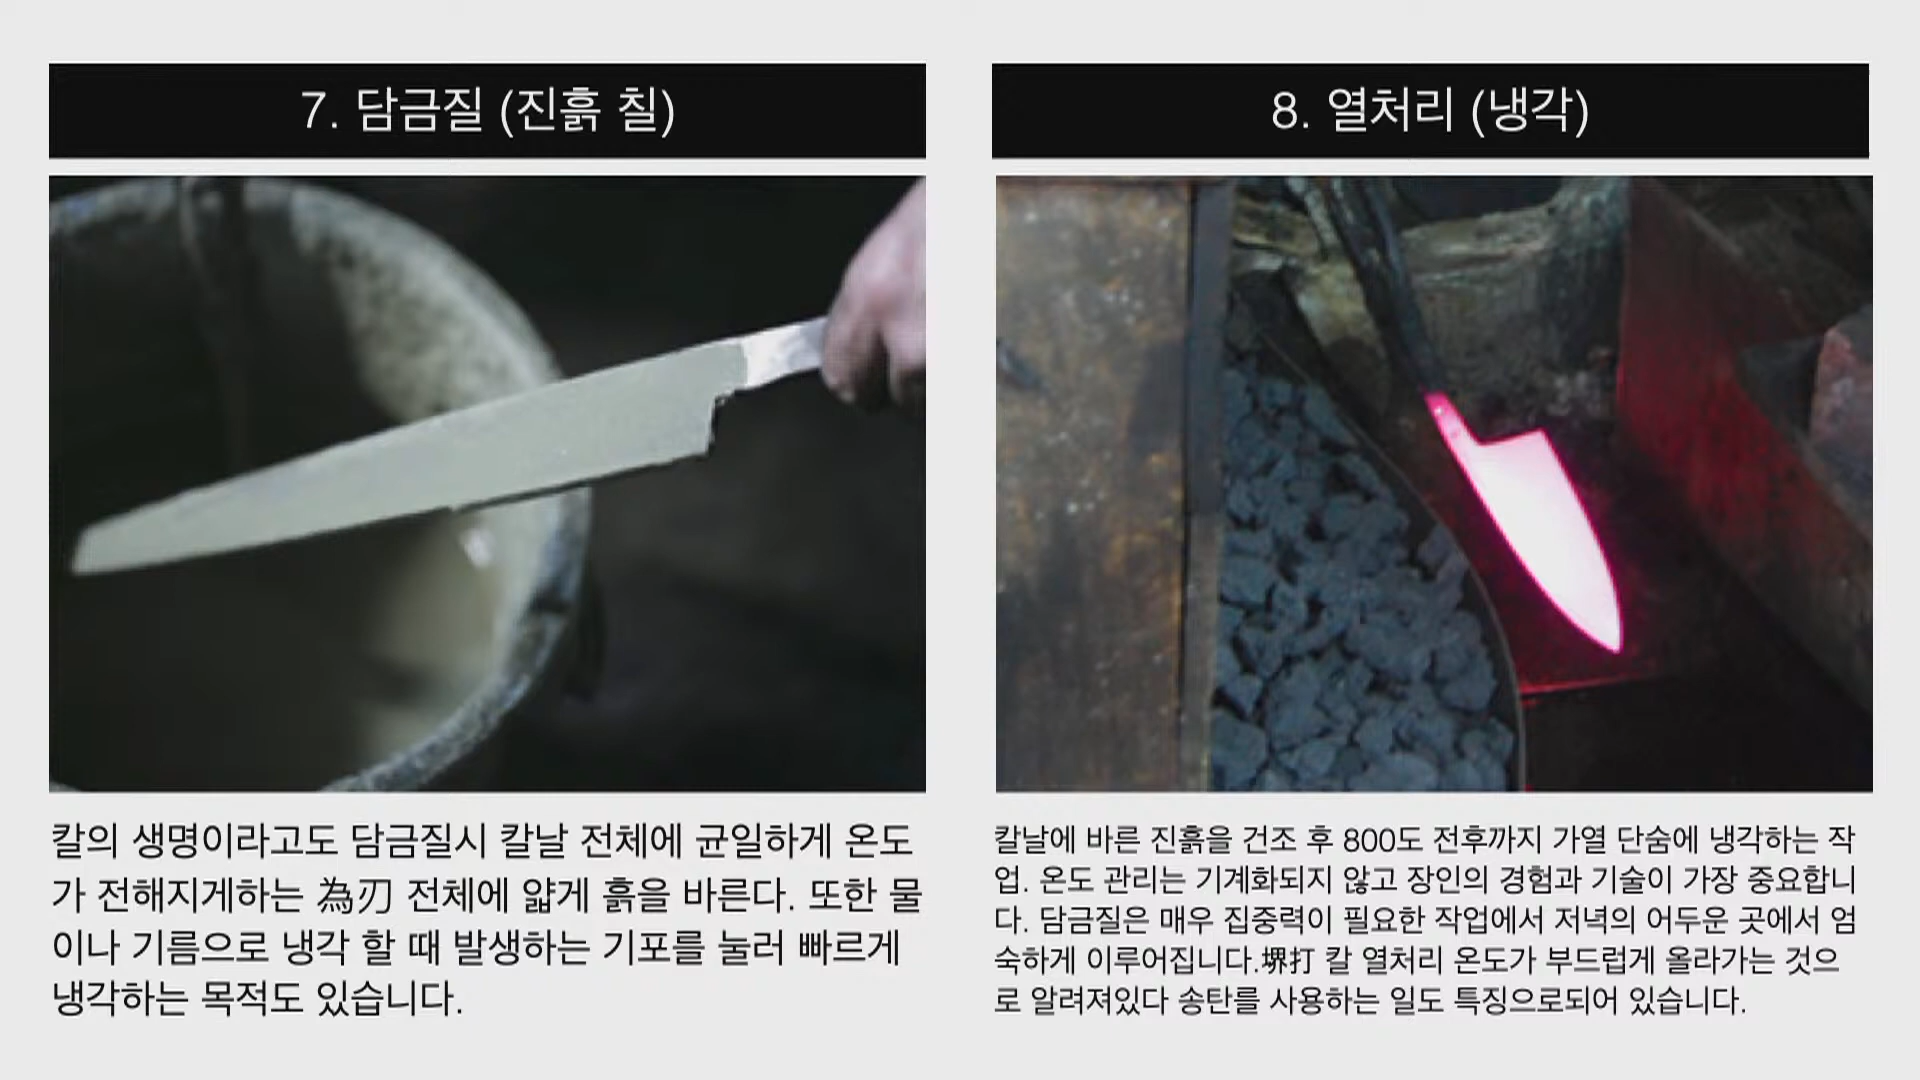 7. 담금질 (진흙 칠)
칼의 생명이라고도 담금질시 칼날 전체에 균일하게 온도
가 전해지게하는 為刃 전체에 얇게 흙을 바른다. 또한 물
이나 기름으로 냉각 할 때 발생하는 기포를 눌러 빠르게
냉각하는 목적도 있습니다.
8. 열처리 (냉각)
칼날에 바른 진흙을 건조 후 800도 전후까지 가열 단숨에 냉각하는 작
업. 온도 관리는 기계화되지 않고 장인의 경험과 기술이 가장 중요합니
다. 담금질은 매우 집중력이 필요한 작업에서 저녁의 어두운 곳에서 엄
숙하게 이루어집니다.堺打 칼 열처리 온도가 부드럽게 올라가는 것으
로 알려져있다 송탄를 사용하는 일도 특징으로되어 있습니다.